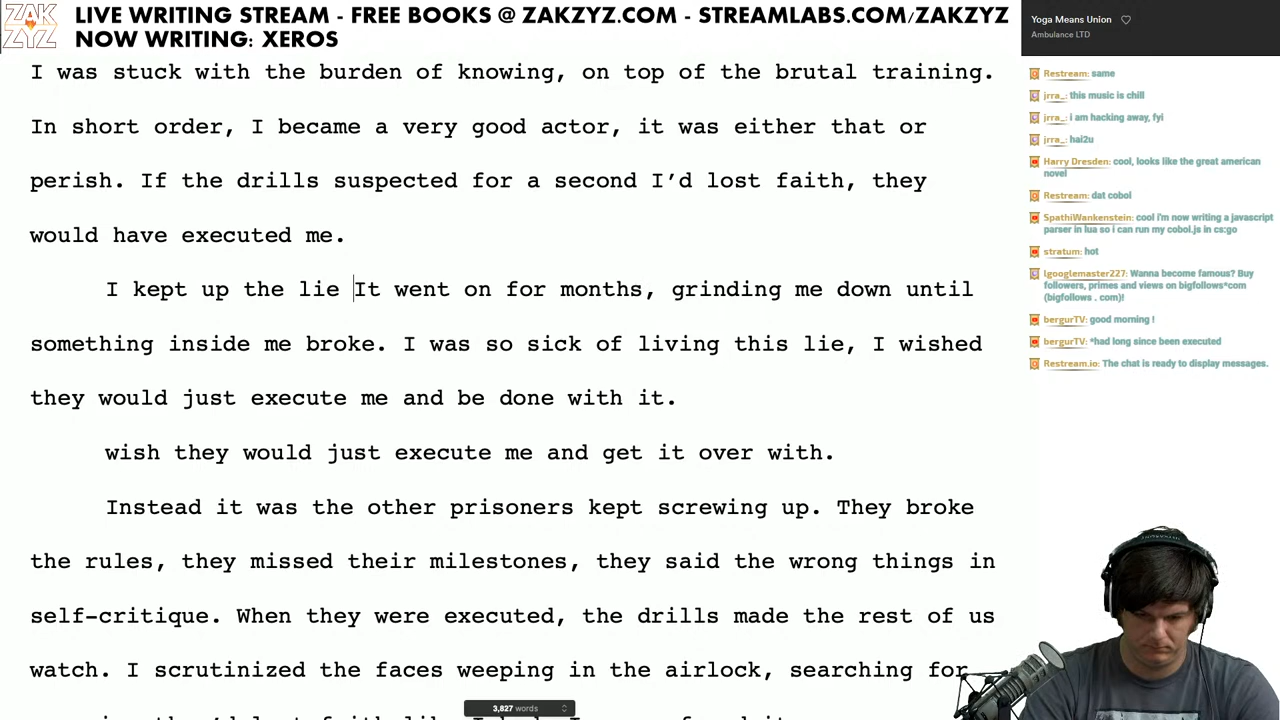 ZAK
ZYZ
LIVE WRITING STREAM - FREE BOOKS @ ZAKZYZ.COM - STREAMLABS.COM/ZAKZYZ
NOW WRITING: XEROS
I was stuck with the burden of knowing, on top of the brutal training.
In short order, I became a very good actor, it was either that or
perish. If the drills suspected for a second I’d lost faith, they
would have executed me.
I kept up the lie It went on for months, grinding me down until
something inside me broke. I was so sick of living this lie, I wished
they would just execute me and be done with it.
wish they would just execute me and get it over with.
Instead it was the other prisoners kept screwing up. They broke
the rules, they missed their milestones, they said the wrong things in
self-critique. When they were executed, the drills made the rest of us
watch. I scrutinized the faces weeping in the airlock, searching for
3,827 words
Yoga Means Union
Ambulance LTD
Restream: same
jrra_: this music is chill
jrra_: i am hacking away, fyi
jrra_: hai2u
Harry Dresden: cool, looks like the great american
novel
Restream: dat cobol
SpathiWankenstein: cool i'm now writing a javascript
parser in lua so i can run my cobol.js in cs:go
stratum: hot
lgooglemaster227: Wanna become famous? Buy
followers, primes and views on bigfollows*com
(bigfollows . com)!
bergurTV: good morning !
bergurTV: *had long since been executed
Restream.io: The chat is ready to display messages.